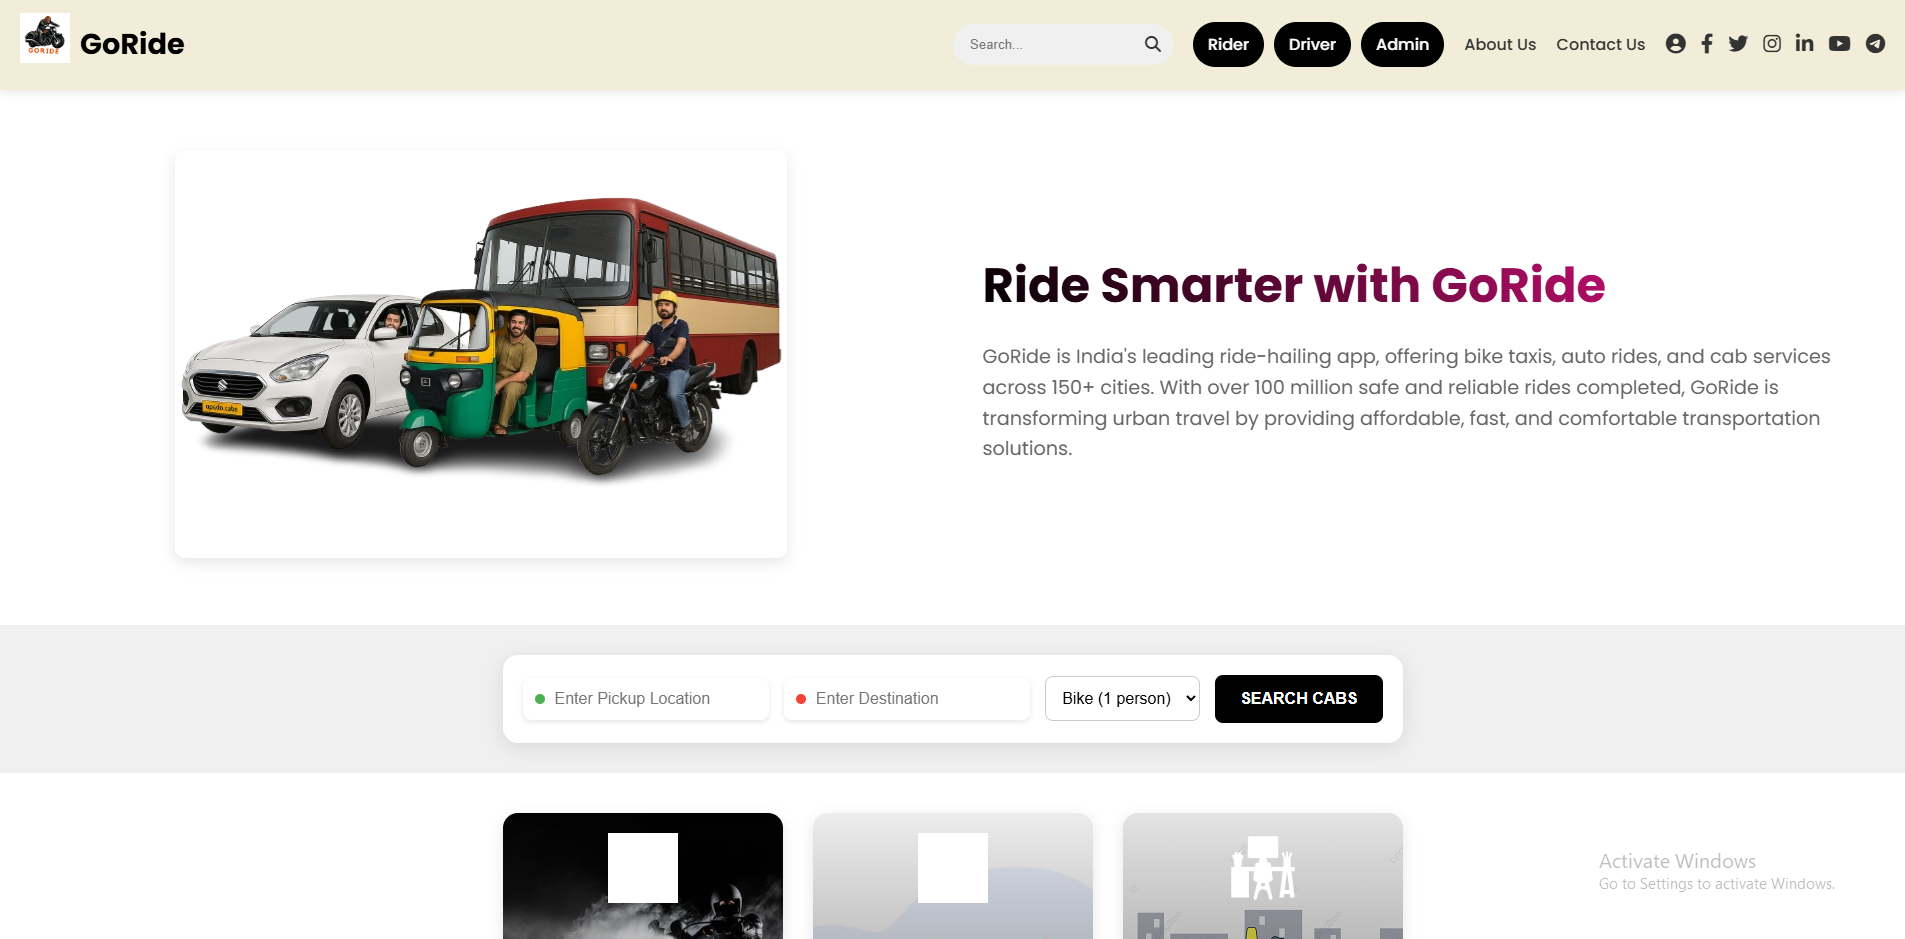 GORIDE
GoRide
Search...
Rider
Driver
Admin
About Us
Contact Us
apsdo.cabs
Ride Smarter with GoRide
GoRide is India's leading ride-hailing app, offering bike taxis, auto rides, and cab services
across 150+ cities. With over 100 million safe and reliable rides completed, GoRide is
transforming urban travel by providing affordable, fast, and comfortable transportation
solutions.
Enter Pickup Location
Enter Destination
Bike (1 person)
SEARCH CABS
Activate Windows
Go to Settings to activate Windows.